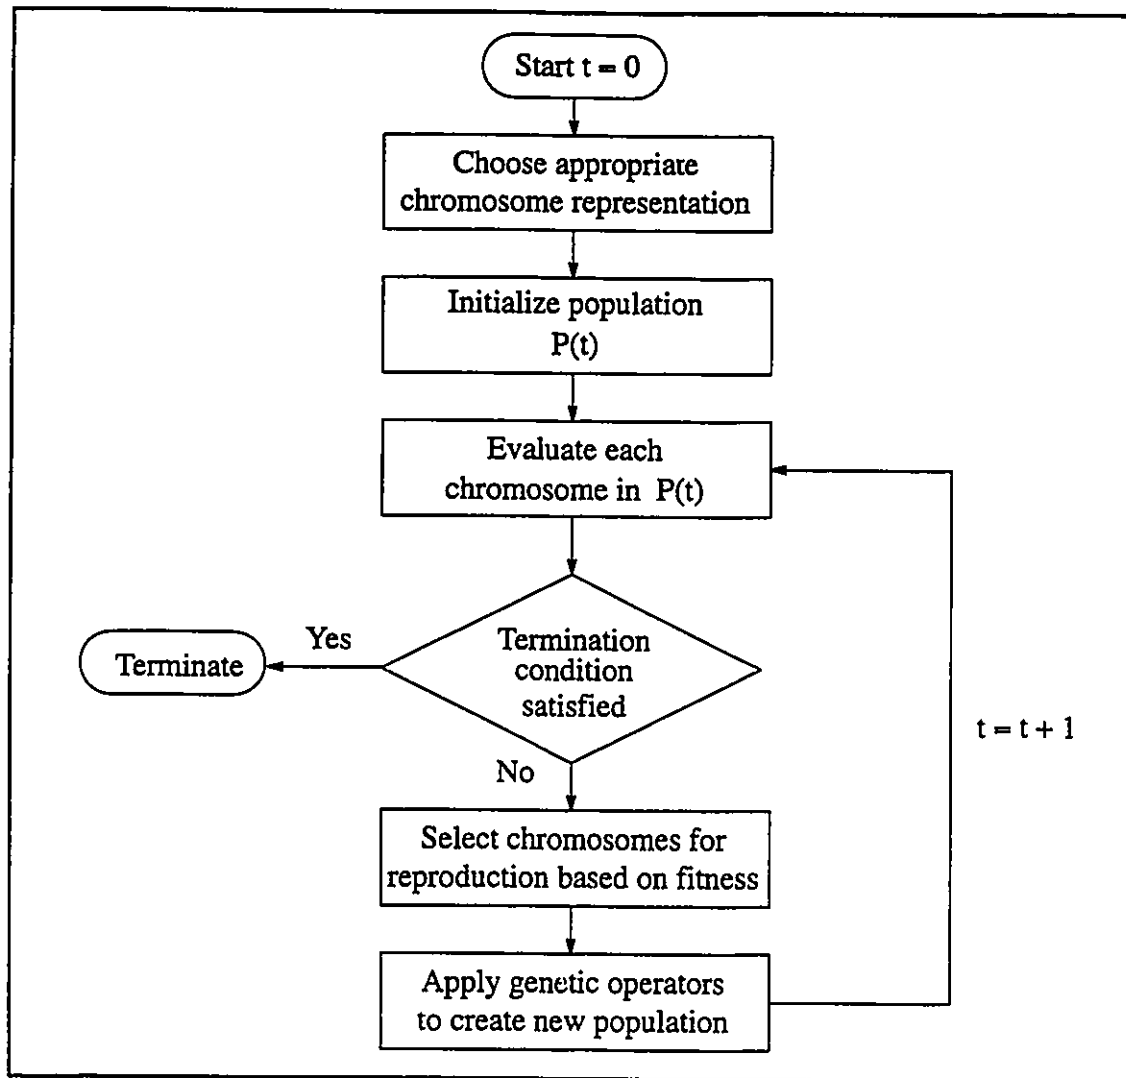 Start t = 0
Choose appropriate
chromosome representation
Initialize population
P(t)
Evaluate each
chromosome in P(t)
Termination
condition
satisfied
Yes
Terminate
No
t = t + 1
Select chromosomes for
reproduction based on fitness
Apply genetic operators
to create new population